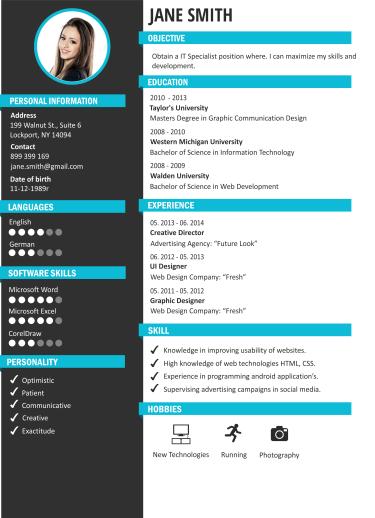 JANE SMITH
OBJECTIVE
Obtain a IT Specialist position where. I can maximize my skills and
development.
EDUCATION
2010 - 2013
Taylor's University
Masters Degree in Graphic Communication Design
2008 - 2010
Western Michigan University
Bachelor of Science in Information Technology
2008 - 2009
Walden University
Bachelor of Science in Web Development
EXPERIENCE
05. 2013 - 06. 2014
Creative Director
Advertising Agency: "Future Look"
06. 2012 - 05. 2013
UI Designer
Web Design Company: "Fresh"
05. 2011 - 05. 2012
Graphic Designer
Web Design Company: "Fresh"
SKILL
Knowledge in improving usability of websites.
High knowledge of web technologies HTML, CSS.
Experience in programming android application's.
Supervising advertising campaigns in social media.
HOBBIES
New Technologies
Running
Photography
PERSONAL INFORMATION
Address
199 Walnut St., Suite 6
Lockport, NY 14094
Contact
899 399 169
jane.smith@gmail.com
Date of birth
11-12-1989r
LANGUAGES
English
German
SOFTWARE SKILLS
Microsoft Word
Microsoft Excel
CorelDraw
PERSONALITY
Optimistic
Patient
Communicative
Creative
Exactitude